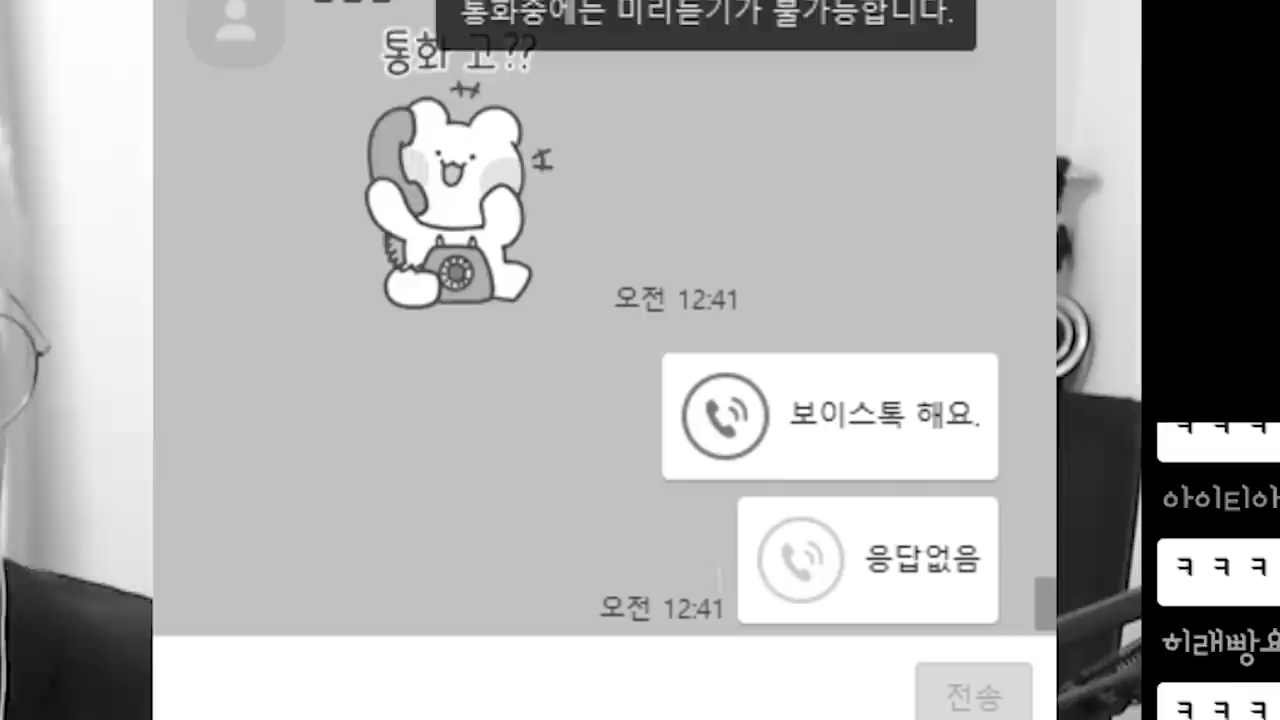 통화중에는 미리듣기가 불가능합니다.
통화 고??
오전 12:41
보이스톡 해요.
응답없음
오전 12:41
전송
ㅋㅋㅋ
아이티아
ㅋㅋㅋ
히래빵요
ㅋㅋㅋ